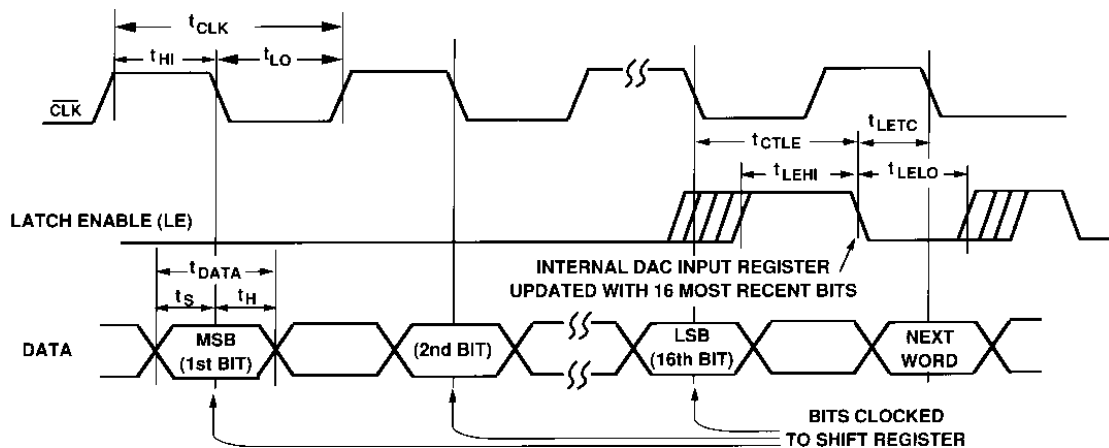 tCLK
tHI
tLO
CLK
tLETC
tCTLE
tLEHI
tLELO
LATCH ENABLE (LE)
tDATA
INTERNAL DAC INPUT REGISTER
UPDATED WITH 16 MOST RECENT BITS
tS
tH
DATA
MSB
(1st BIT)
(2nd BIT)
LSB
(16th BIT)
NEXT
WORD
BITS CLOCKED
TO SHIFT REGISTER